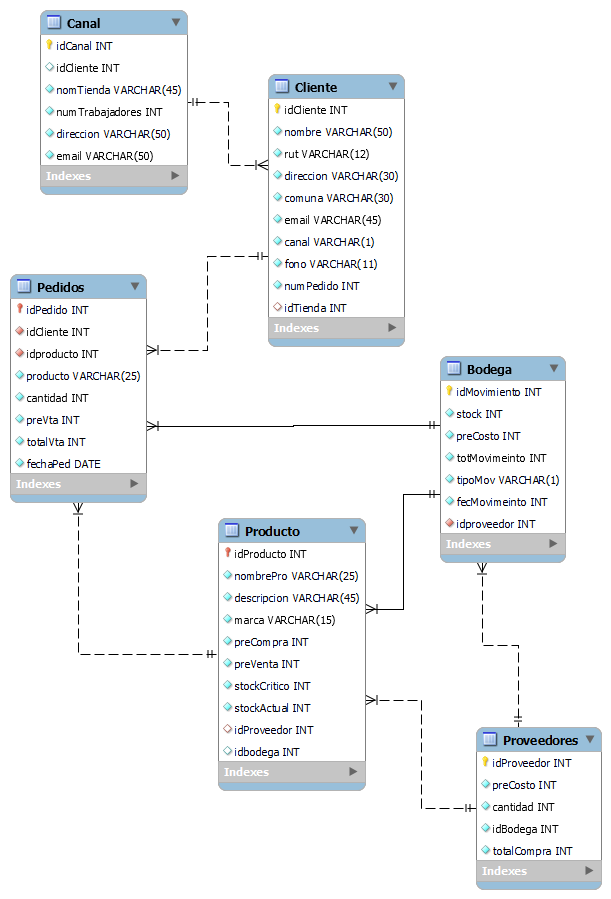 Canal
idCanal INT
idCliente INT
nomTienda VARCHAR(45)
numTrabajadores INT
direccion VARCHAR(50)
email VARCHAR(50)
Indexes
Cliente
idCliente INT
nombre VARCHAR(50)
rut VARCHAR(12)
direccion VARCHAR(30)
comuna VARCHAR(30)
email VARCHAR(45)
canal VARCHAR(1)
fono VARCHAR(11)
numPedido INT
idTienda INT
Indexes
Pedidos
idPedido INT
idCliente INT
idproducto INT
producto VARCHAR(25)
cantidad INT
preVta INT
totalVta INT
fechaPed DATE
Indexes
Bodega
idMovimiento INT
stock INT
preCosto INT
totMovimeinto INT
tipoMov VARCHAR(1)
fecMovimeinto INT
idproveedor INT
Indexes
Producto
idProducto INT
nombrePro VARCHAR(25)
descripcion VARCHAR(45)
marca VARCHAR(15)
preCompra INT
preVenta INT
stockCritico INT
stockActual INT
idProveedor INT
idbodega INT
Indexes
Proveedores
idProveedor INT
preCosto INT
cantidad INT
idBodega INT
totalCompra INT
Indexes